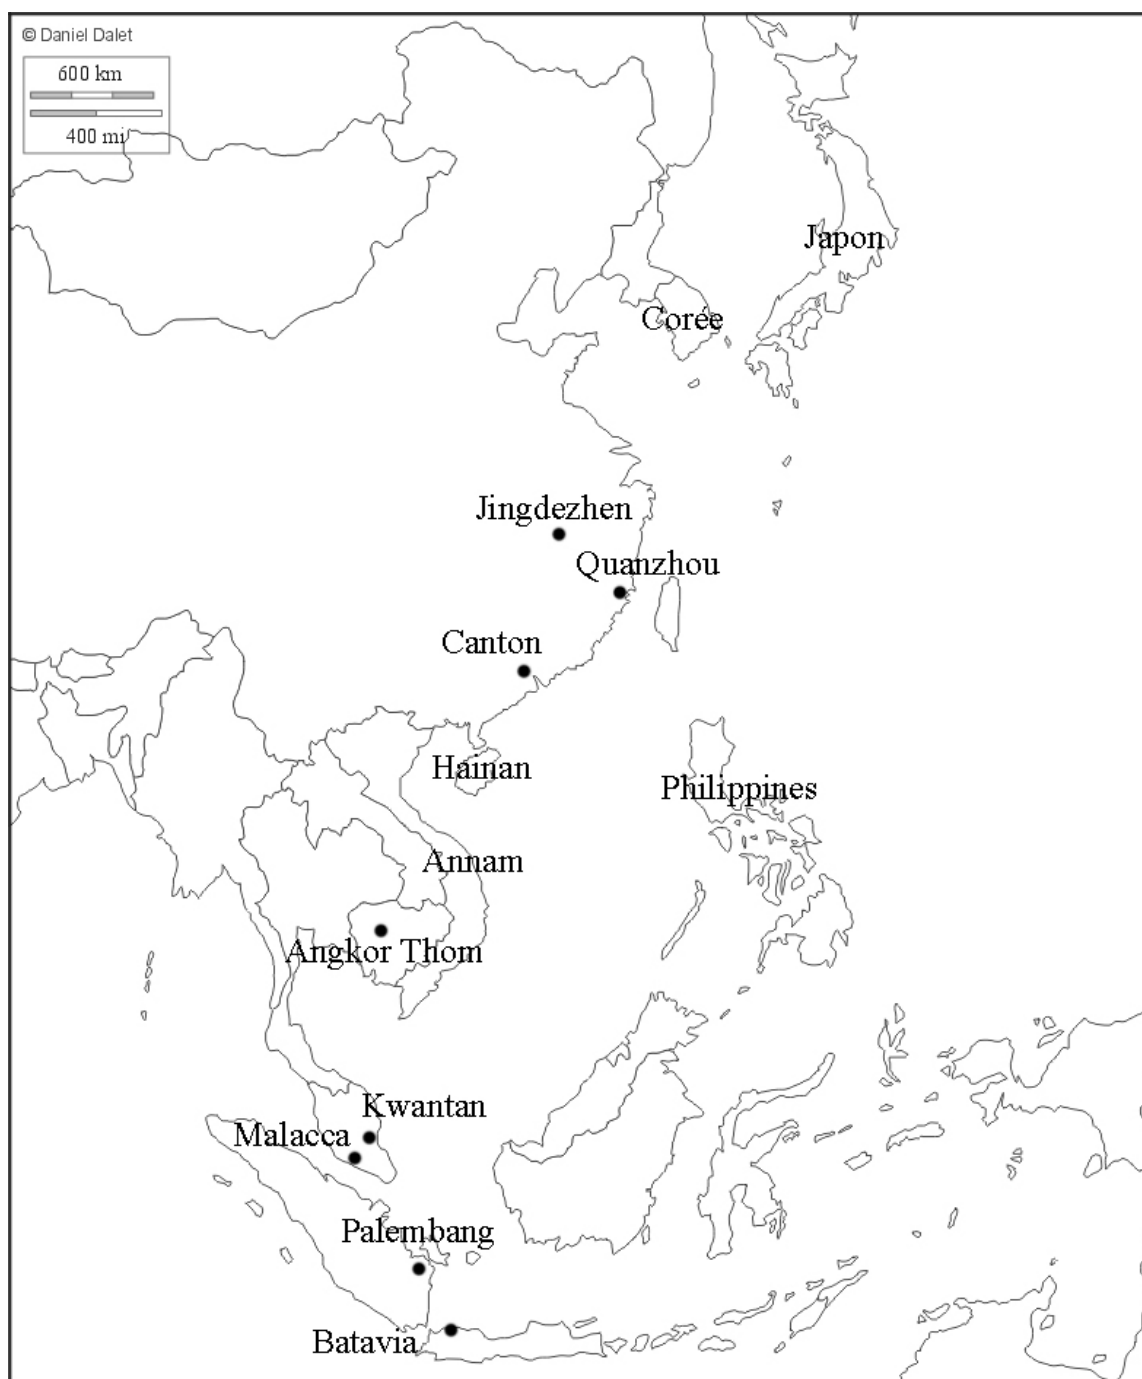 © Daniel Dalet
600 km
400 mi
Japon
Corée
Jingdezhen
Quanzhou
Canton
Hainan
Philippines
Annam
Angkor Thom
Kwantan
Malacca
Palembang
Batavia